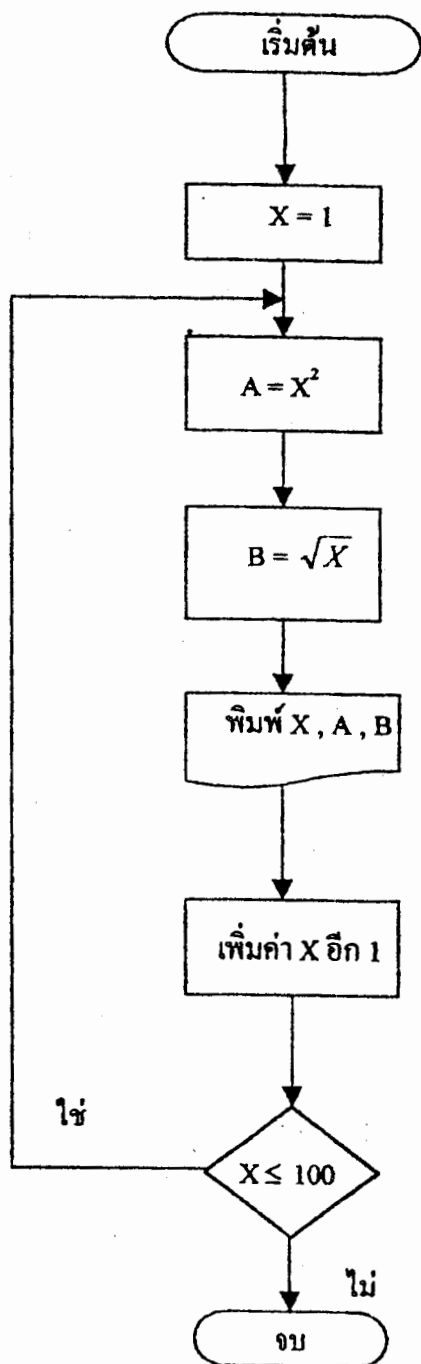 เริ่มต้น
X = 1
A = X²
B = √X
พิมพ์ X , A , B
เพิ่มค่า X อีก 1
ใช่
X ≤ 100
ไม่
จบ